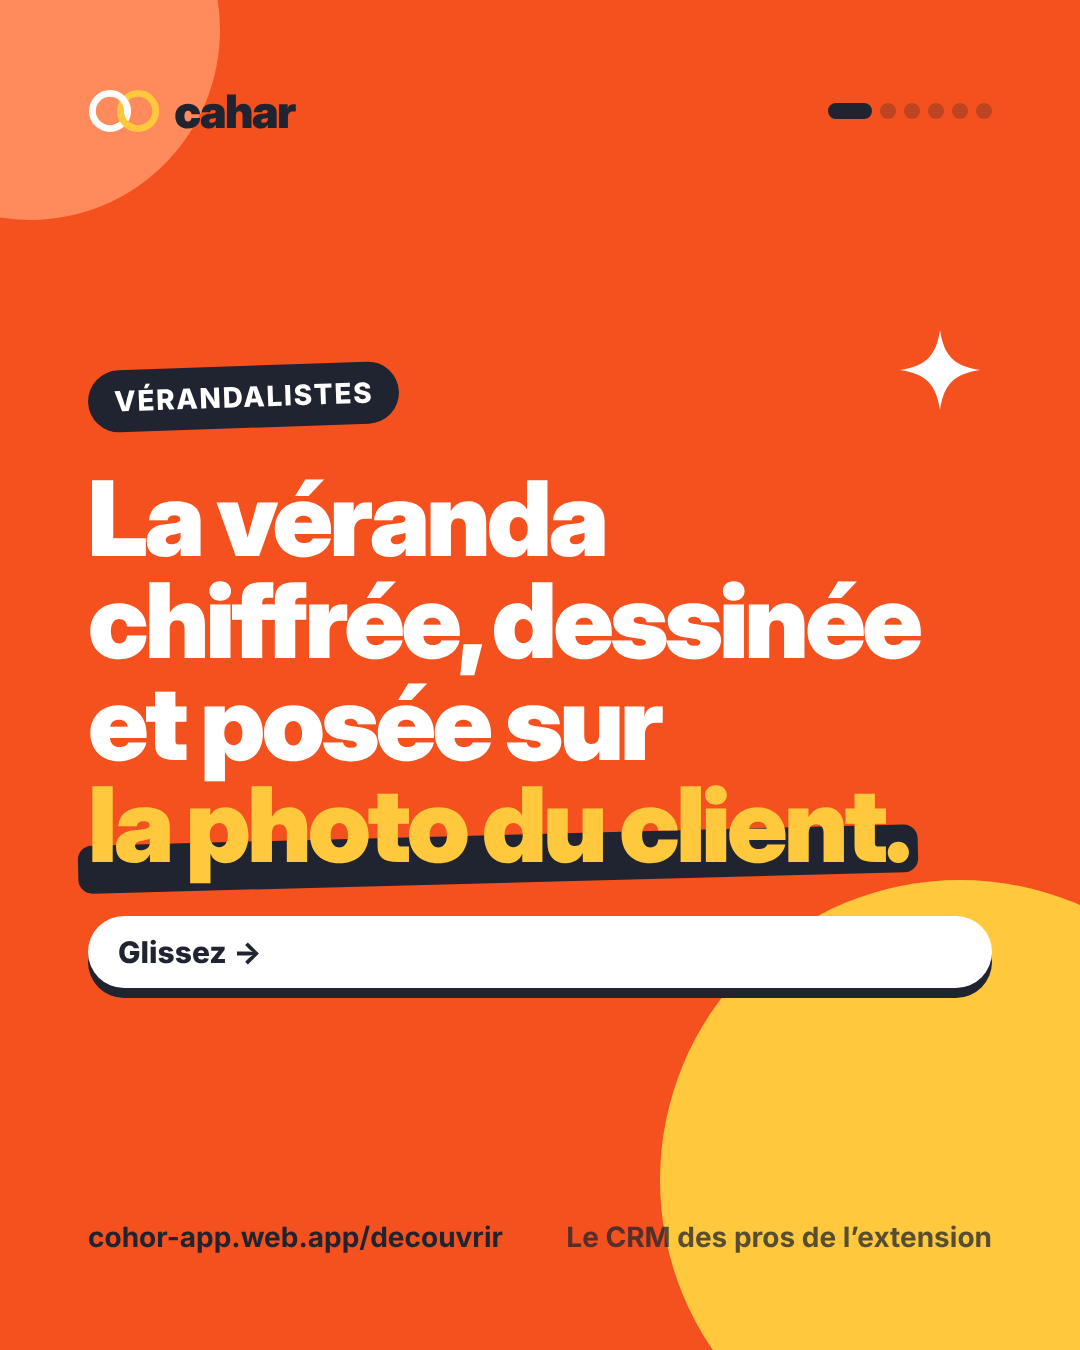 cahar
VÉRANDALISTES
La véranda
chiffrée, dessinée
et posée sur
la photo du client.
Glissez →
cohor-app.web.app/decouvrir
Le CRM des pros de l’extension